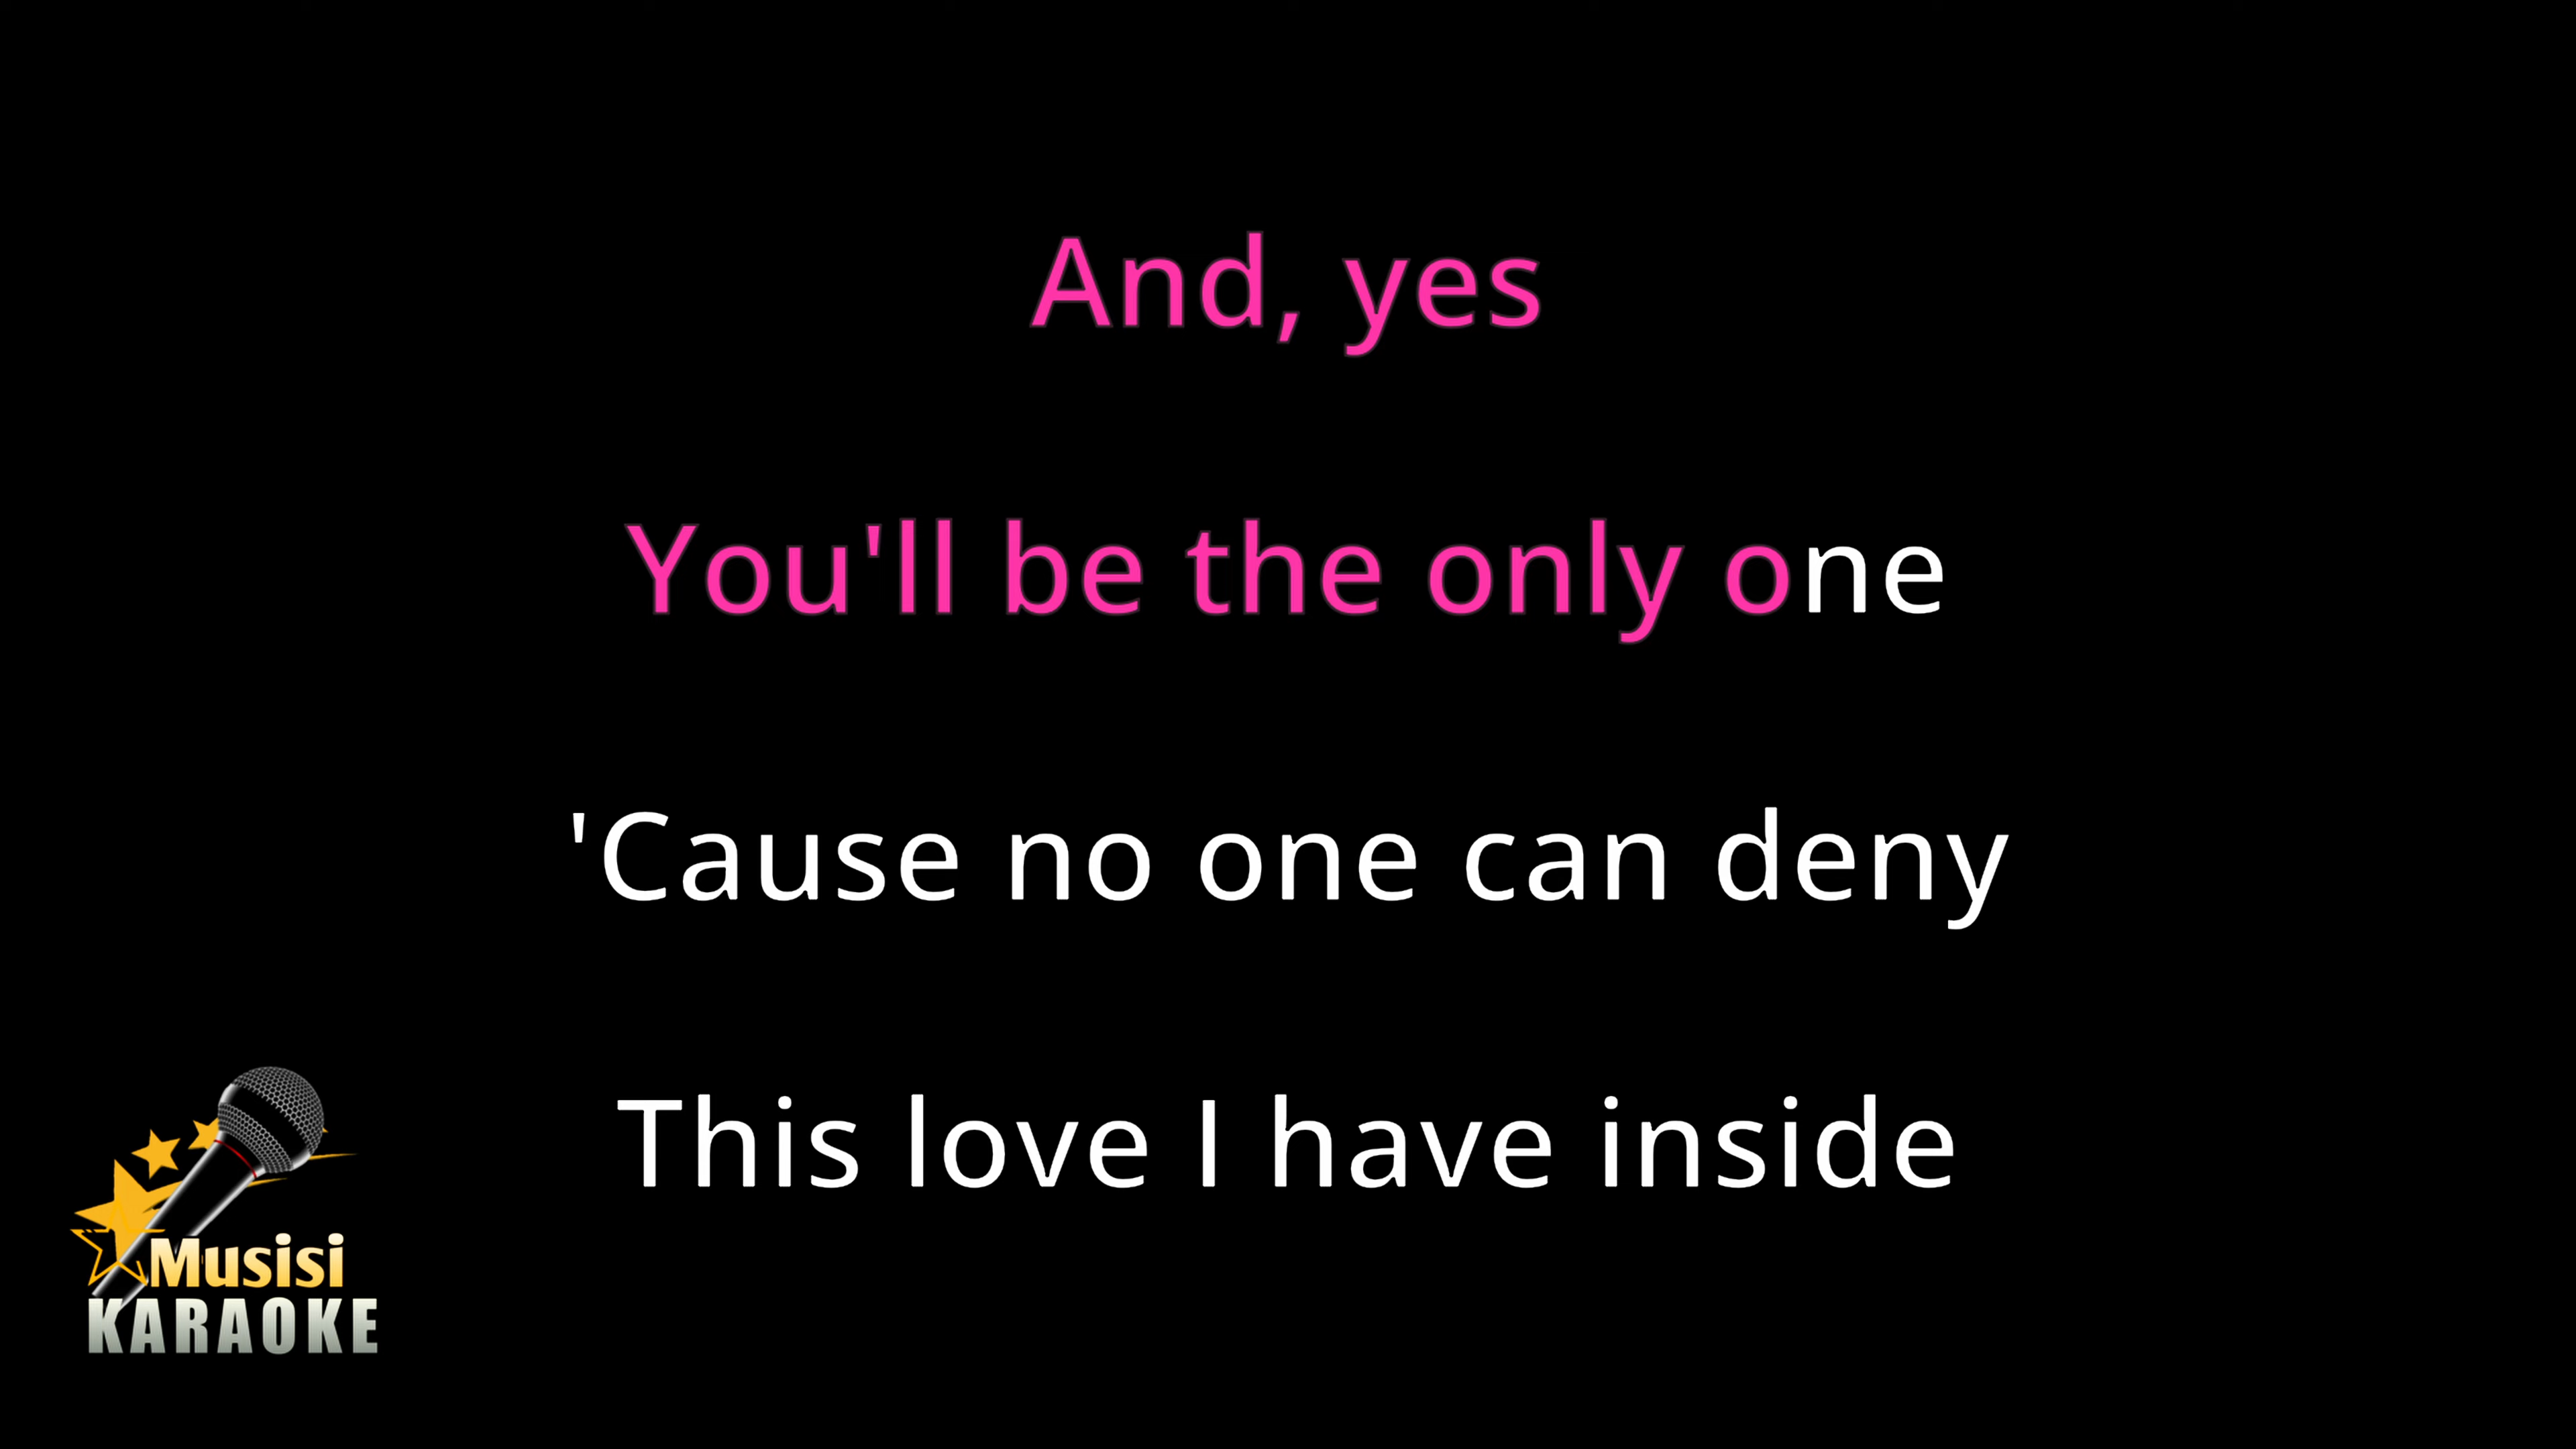 And, yes
You'll be the only one
'Cause no one can deny
This love I have inside
Musisi
KARAOKE